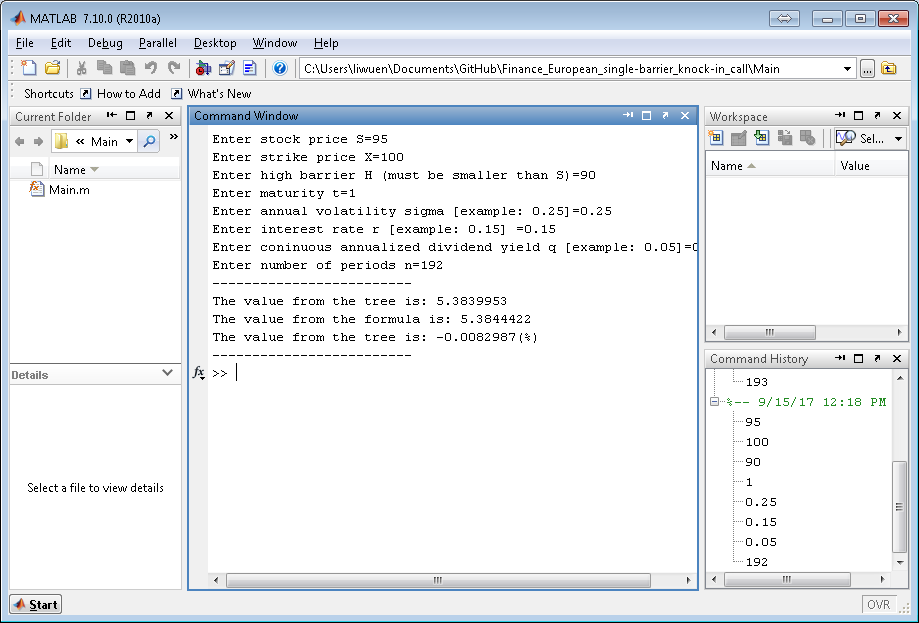 MATLAB 7.10.0 (R2010a)
File Edit Debug Parallel Desktop Window Help
C:\Users\liwuen\Documents\GitHub\Finance_European_single-barrier_knock-in_call\Main
Shortcuts How to Add What's New
Current Folder
« Main »
Name
Main.m
Details
Select a file to view details
Command Window
Enter stock price S=95
Enter strike price X=100
Enter high barrier H (must be smaller than S)=90
Enter maturity t=1
Enter annual volatility sigma [example: 0.25]=0.25
Enter interest rate r [example: 0.15] =0.15
Enter coninuous annualized dividend yield q [example: 0.05]=0
Enter number of periods n=192
-------------------------
The value from the tree is: 5.3839953
The value from the formula is: 5.3844422
The value from the tree is: -0.0082987(%)
-------------------------
fx >>
Workspace
Sel...
Name Value
Command History
193
%-- 9/15/17 12:18 PM
95
100
90
1
0.25
0.15
0.05
192
Start
OVR